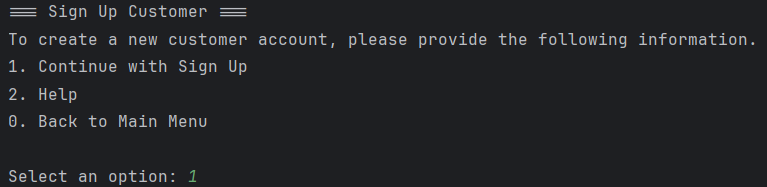 === Sign Up Customer ===
To create a new customer account, please provide the following information.
1. Continue with Sign Up
2. Help
0. Back to Main Menu
Select an option: 1